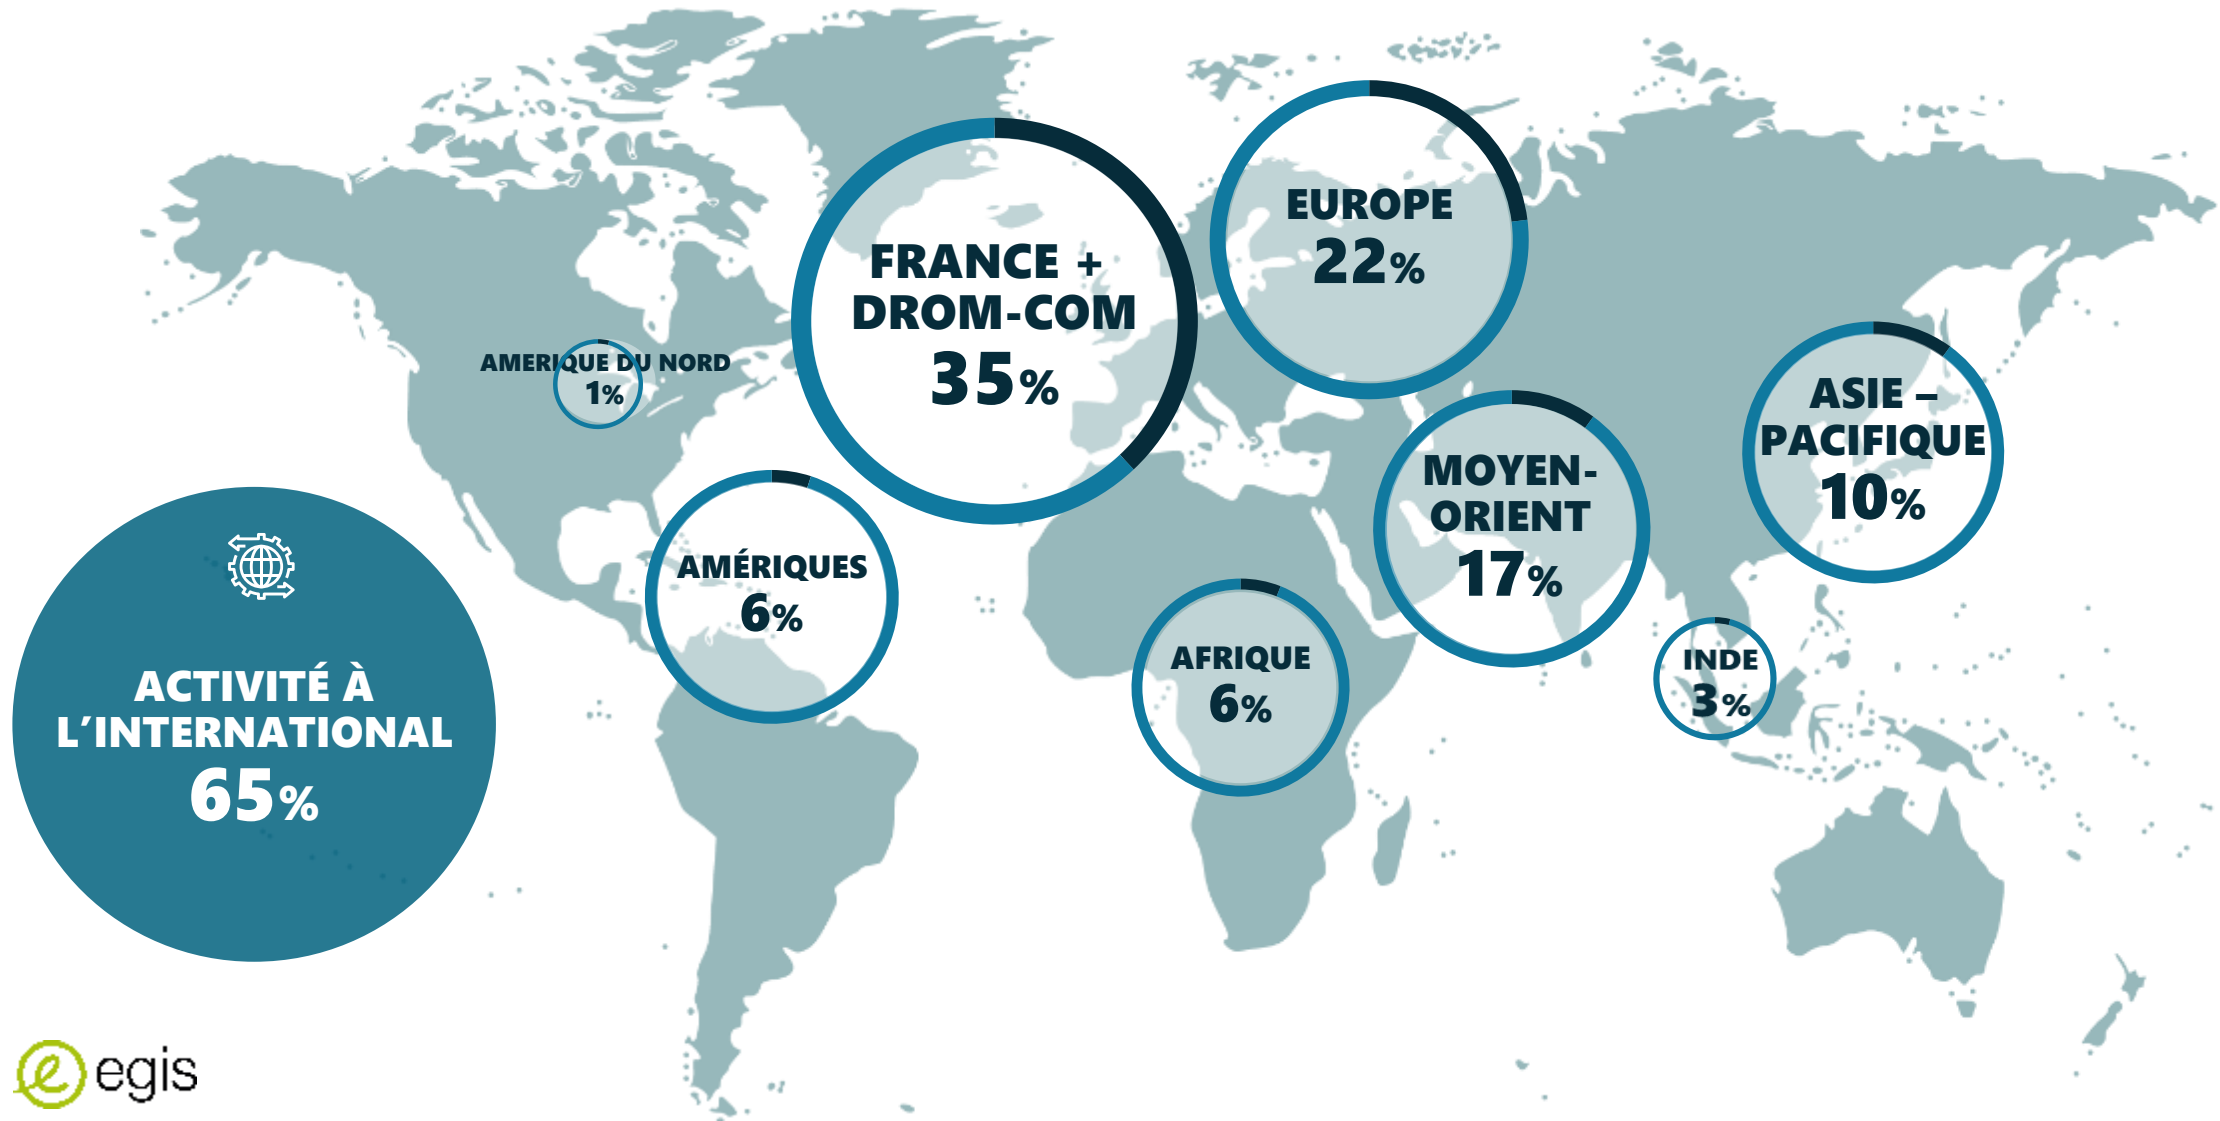 EUROPE
22%
FRANCE +
DROM-COM
35%
AMERIQUE DU NORD
1%
ASIE –
PACIFIQUE
10%
MOYEN-
ORIENT
17%
AMÉRIQUES
6%
AFRIQUE
6%
INDE
3%
ACTIVITÉ À
L’INTERNATIONAL
65%
egis